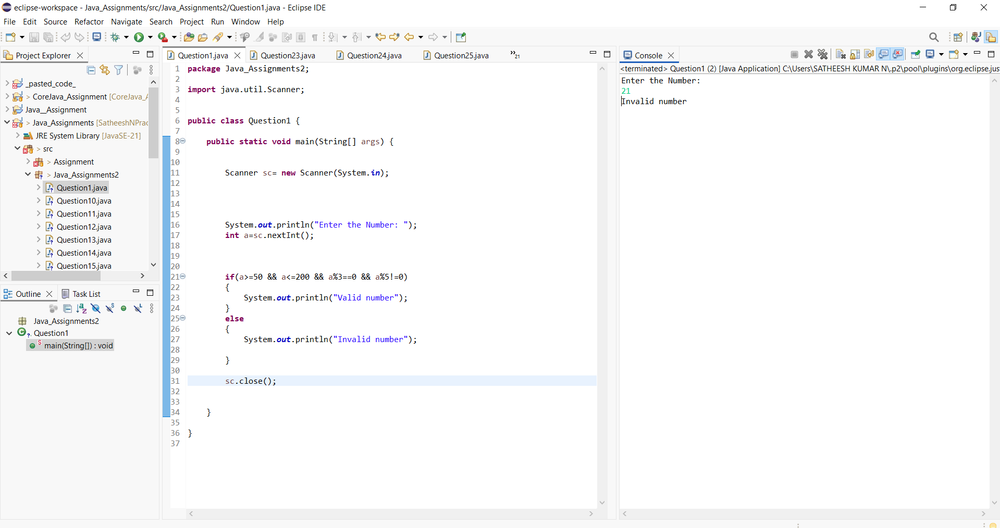 eclipse-workspace - Java_Assignments/src/Java_Assignments2/Question1.java - Eclipse IDE
File Edit Source Refactor Navigate Search Project Run Window Help
Project Explorer
_pasted_code_
> CoreJava_Assignment [CoreJava_A
Java__Assignment
> Java_Assignments [SatheeshNPrac
JRE System Library [JavaSE-21]
> src
> Assignment
> Java_Assignments2
Question1.java
Question10.java
Question11.java
Question12.java
Question13.java
Question14.java
Question15.java
Outline Task List
Java_Assignments2
Question1
main(String[]) : void
Question1.java Question23.java Question24.java Question25.java »21
1 package Java_Assignments2;
2
3 import java.util.Scanner;
4
5
6 public class Question1 {
7
8 public static void main(String[] args) {
9
10
11 Scanner sc= new Scanner(System.in);
12
13
14
15
16 System.out.println("Enter the Number: ");
17 int a=sc.nextInt();
18
19
20
21 if(a>=50 && a<=200 && a%3==0 && a%5!=0)
22 {
23 System.out.println("Valid number");
24 }
25 else
26 {
27 System.out.println("Invalid number");
28
29 }
30
31 sc.close();
32
33
34 }
35
36 }
37
Console
<terminated> Question1 (2) [Java Application] C:\Users\SATHEESH KUMAR N\.p2\pool\plugins\org.eclipse.jus
Enter the Number:
21
Invalid number